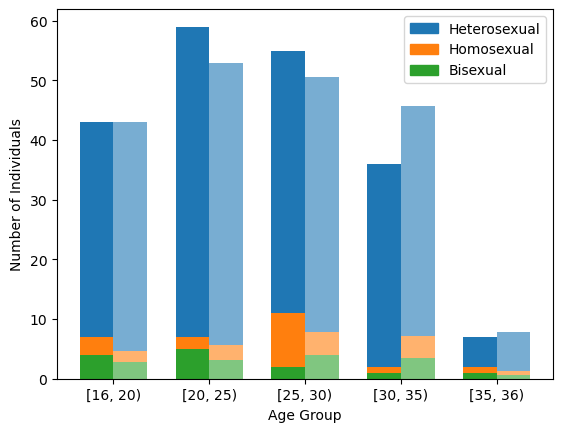 60
50
40
30
20
10
0
Number of Individuals
Heterosexual
Homosexual
Bisexual
[16, 20) [20, 25) [25, 30) [30, 35) [35, 36)
Age Group